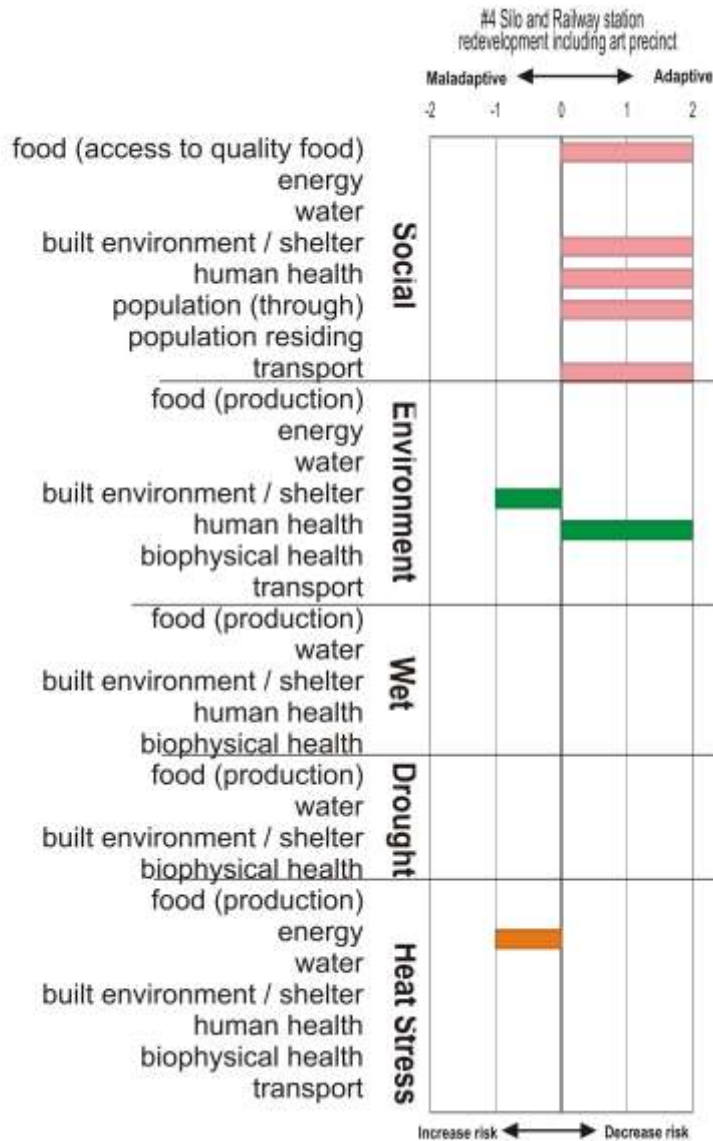 #4 Silo and Railway station
redevelopment including art precinct
Maladaptive Adaptive
-2 -1 0 1 2
Social
food (access to quality food)
energy
water
built environment / shelter
human health
population (through)
population residing
transport
Environment
food (production)
energy
water
built environment / shelter
human health
biophysical health
transport
Wet
food (production)
water
built environment / shelter
human health
biophysical health
Drought
food (production)
water
built environment / shelter
biophysical health
Heat Stress
food (production)
energy
water
built environment / shelter
human health
biophysical health
transport
Increase risk Decrease risk